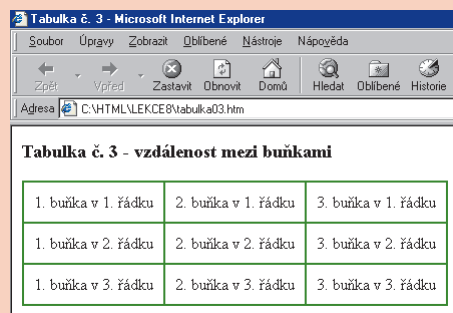 Tabulka č. 3 - Microsoft Internet Explorer
Soubor Úpravy Zobrazit Oblíbené Nástroje Nápověda
Zpět Vpřed Zastavit Obnovit Domů Hledat Oblíbené Historie
Adresa C:\HTML\LEKCE8\tabulka03.htm
Tabulka č. 3 - vzdálenost mezi buňkami
1. buňka v 1. řádku 2. buňka v 1. řádku 3. buňka v 1. řádku
1. buňka v 2. řádku 2. buňka v 2. řádku 3. buňka v 2. řádku
1. buňka v 3. řádku 2. buňka v 3. řádku 3. buňka v 3. řádku